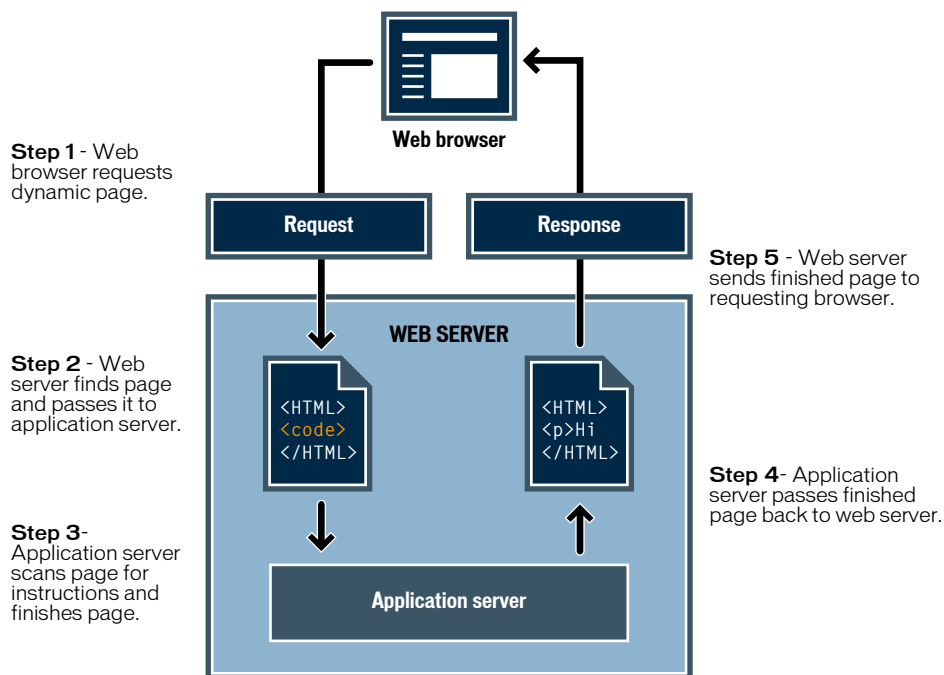 Web browser
Step 1 - Web
browser requests
dynamic page.
Request
Response
Step 5 - Web server
sends finished page to
requesting browser.
WEB SERVER
Step 2 - Web
server finds page
and passes it to
application server.
<HTML>
<code>
</HTML>
<HTML>
<p>Hi
</HTML>
Step 4- Application
server passes finished
page back to web server.
Step 3-
Application server
scans page for
instructions and
finishes page.
Application server